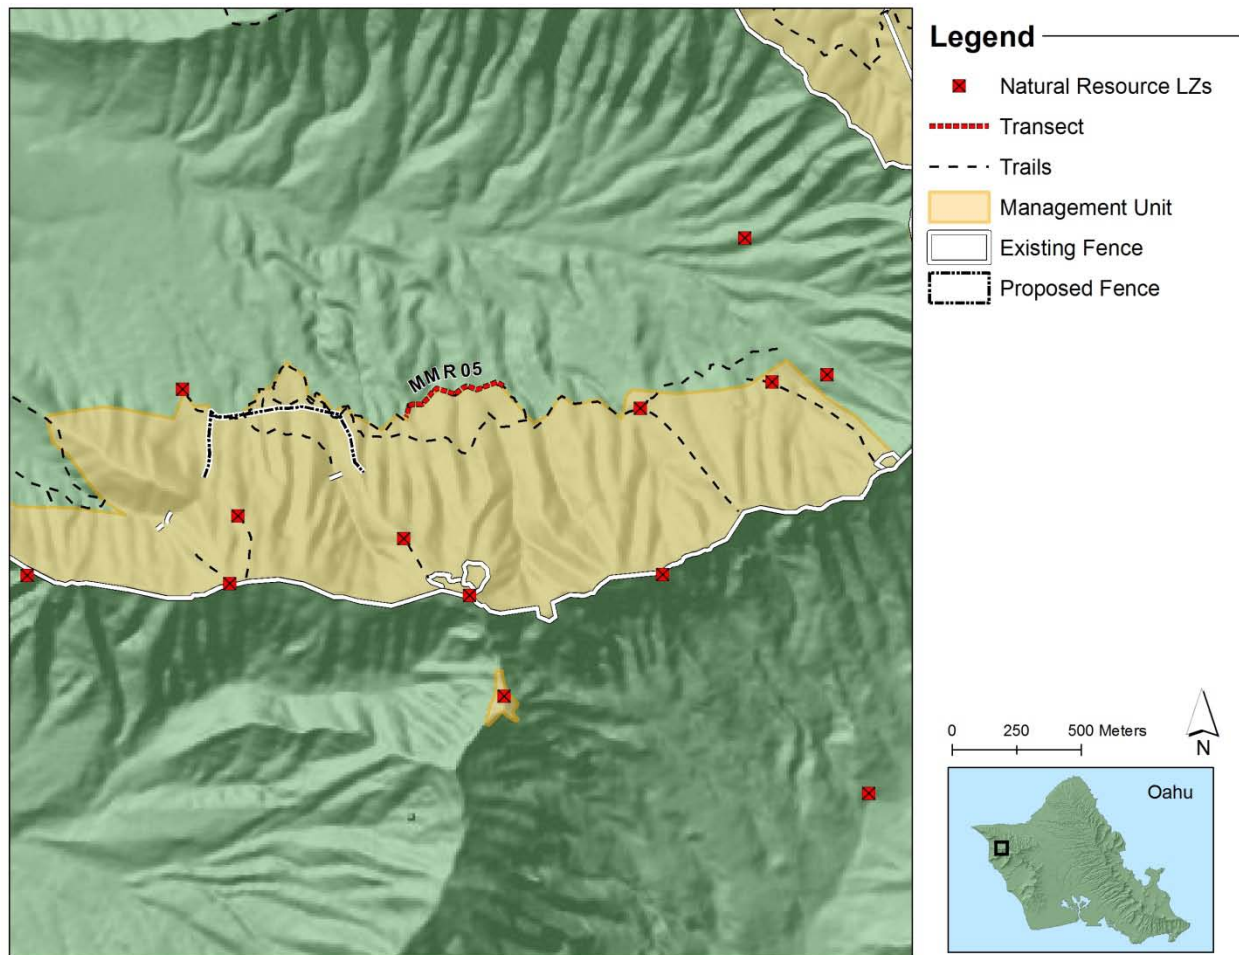 MMR05
Legend
Natural Resource LZs
Transect
Trails
Management Unit
Existing Fence
Proposed Fence
0 250 500 Meters
N
Oahu